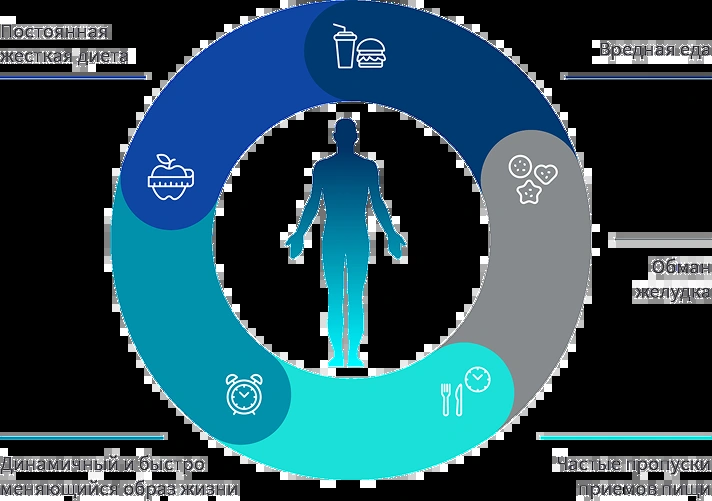 Постоянная
жесткая диета
Вредная еда
Обман
желудка
Динамичный и быстро
меняющийся образ жизни
Частые пропуски
приемов пищи